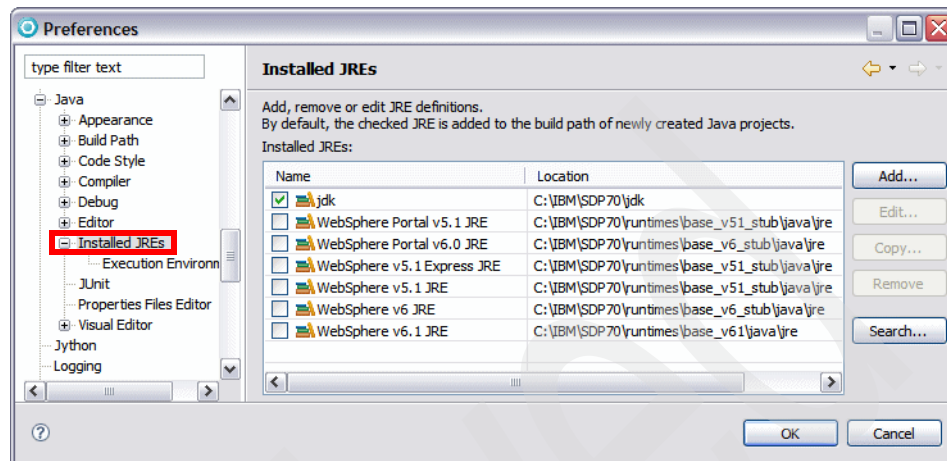 Preferences
type filter text
Java
Appearance
Build Path
Code Style
Compiler
Debug
Editor
Installed JREs
Execution Environm
JUnit
Properties Files Editor
Visual Editor
Jython
Logging
Installed JREs
Add, remove or edit JRE definitions.
By default, the checked JRE is added to the build path of newly created Java projects.
Installed JREs:
Name Location
jdk C:\IBM\SDP70\jdk
WebSphere Portal v5.1 JRE C:\IBM\SDP70\runtimes\base_v51_stub\java\jre
WebSphere Portal v6.0 JRE C:\IBM\SDP70\runtimes\base_v6_stub\java\jre
WebSphere v5.1 Express JRE C:\IBM\SDP70\runtimes\base_v51_stub\java\jre
WebSphere v5.1 JRE C:\IBM\SDP70\runtimes\base_v51_stub\java\jre
WebSphere v6 JRE C:\IBM\SDP70\runtimes\base_v6_stub\java\jre
WebSphere v6.1 JRE C:\IBM\SDP70\runtimes\base_v61\java\jre
Add...
Edit...
Copy...
Remove
Search...
OK Cancel